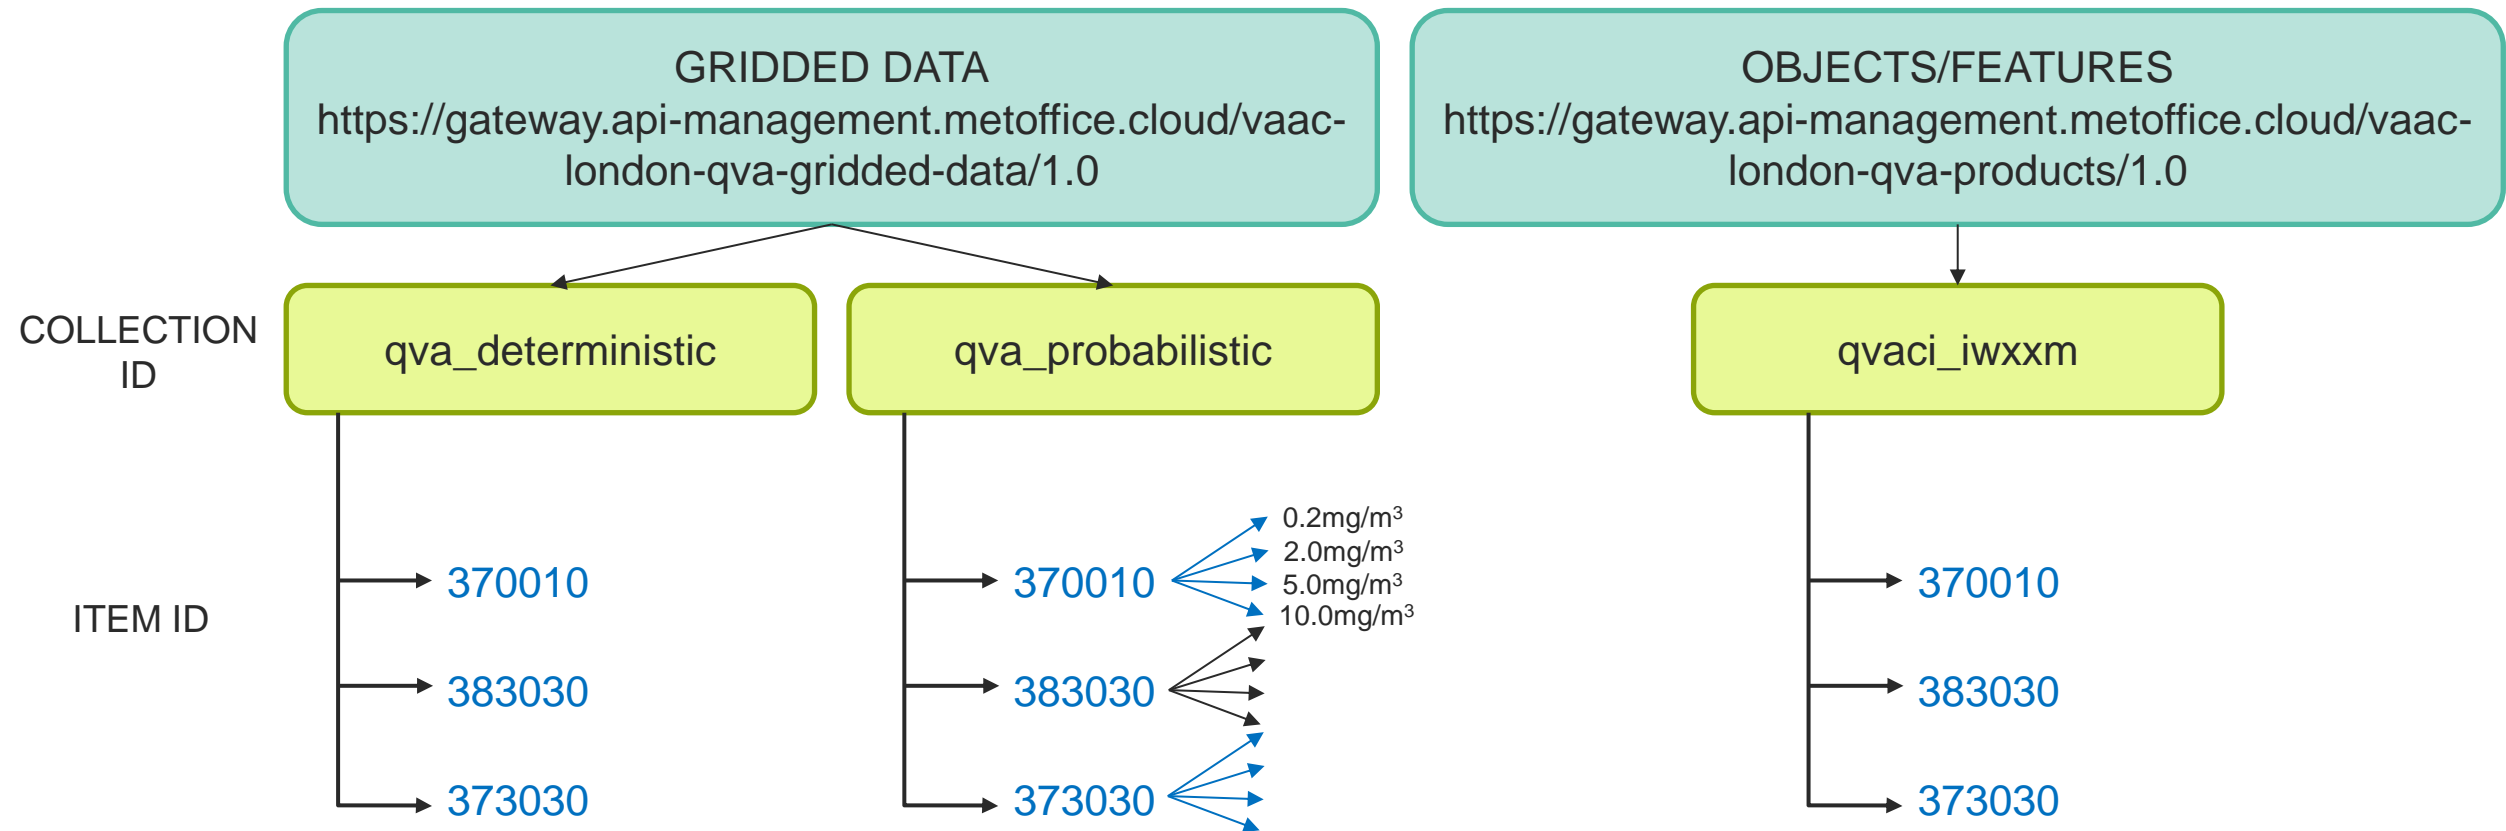 GRIDDED DATA
https://gateway.api-management.metoffice.cloud/vaac-
london-qva-gridded-data/1.0
OBJECTS/FEATURES
https://gateway.api-management.metoffice.cloud/vaac-
london-qva-products/1.0
COLLECTION
ID
qva_deterministic
qva_probabilistic
qvaci_iwxxm
ITEM ID
370010
383030
373030
370010
0.2mg/m³
2.0mg/m³
5.0mg/m³
10.0mg/m³
383030
373030
370010
383030
373030